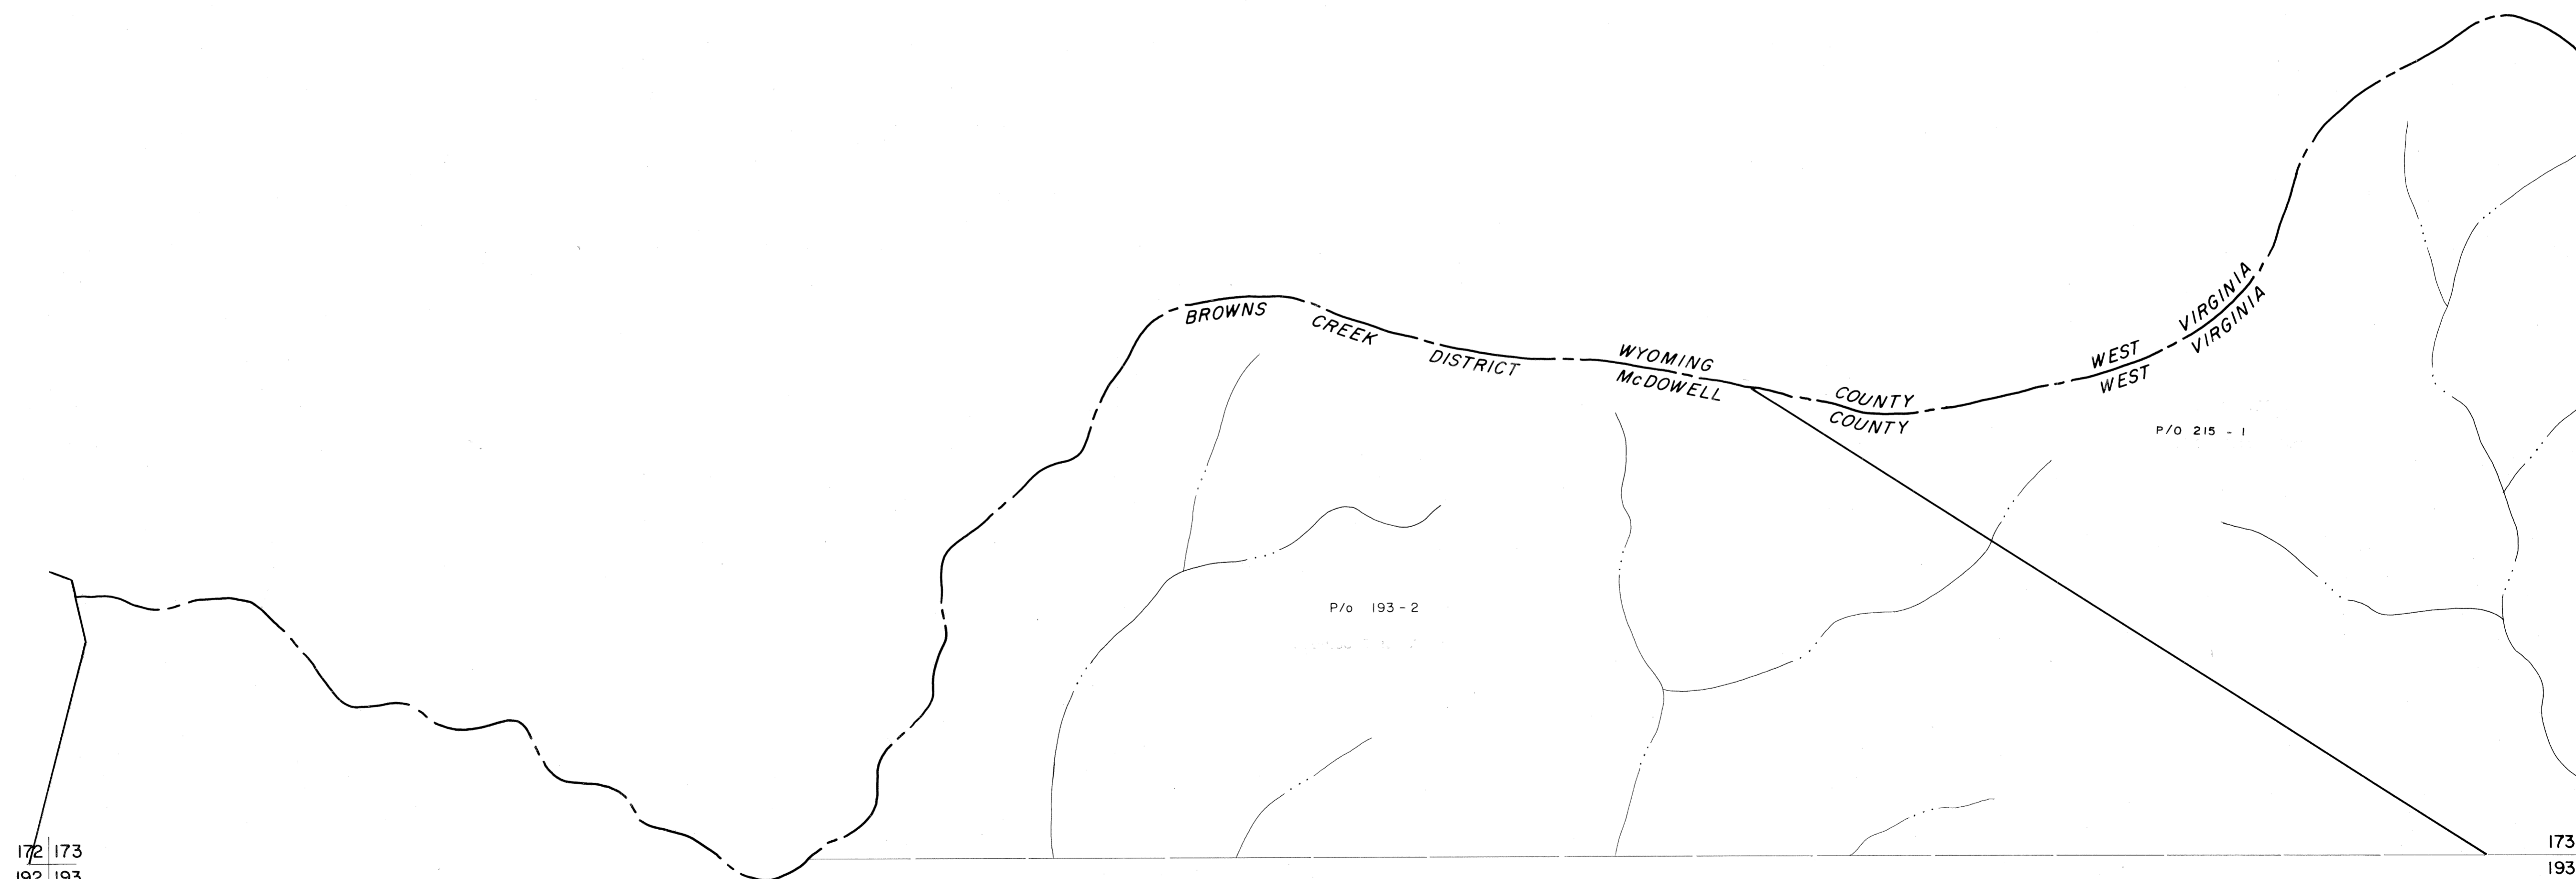 WEST VIRGINIA
WEST VIRGINIA
BROWNS CREEK DISTRICT
WYOMING COUNTY
McDOWELL COUNTY
P/O 215 - 1
P/o 193 - 2
172 173
192 193
173
193